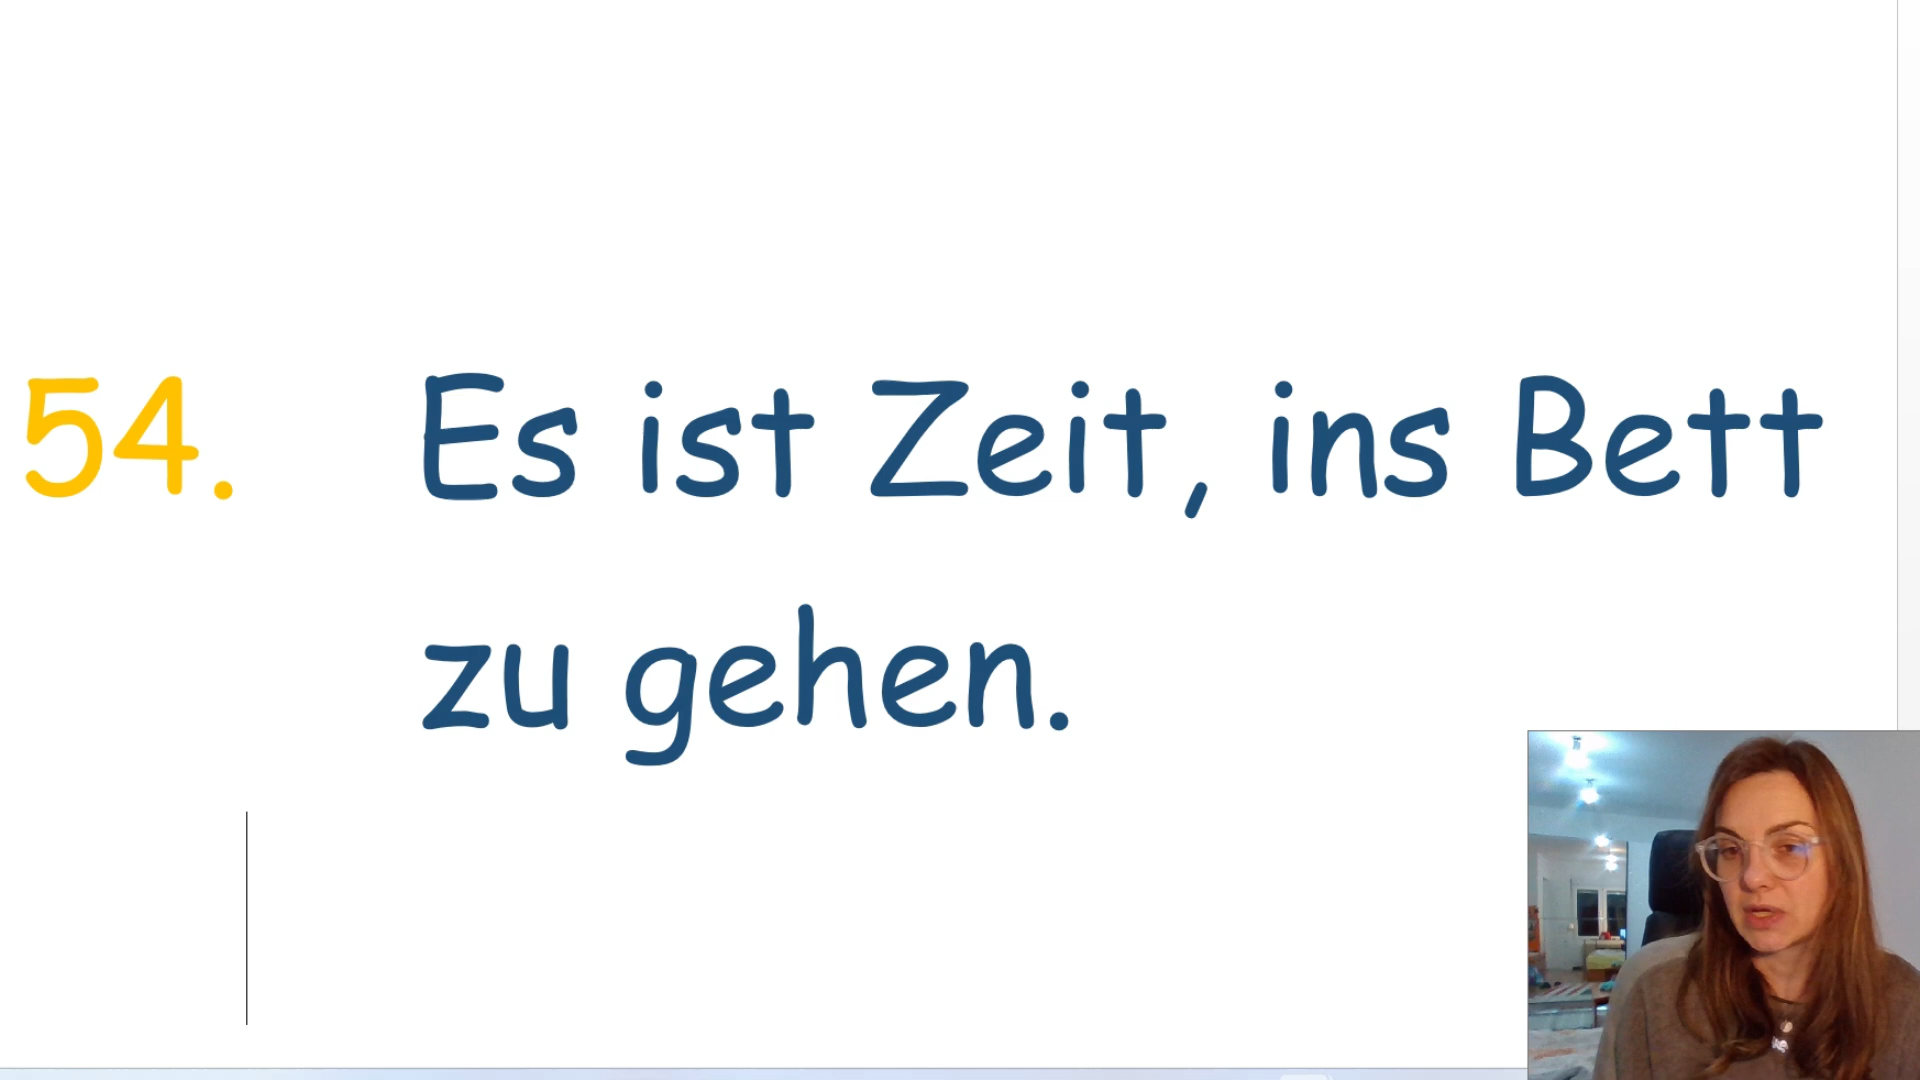 54. Es ist Zeit, ins Bett
zu gehen.